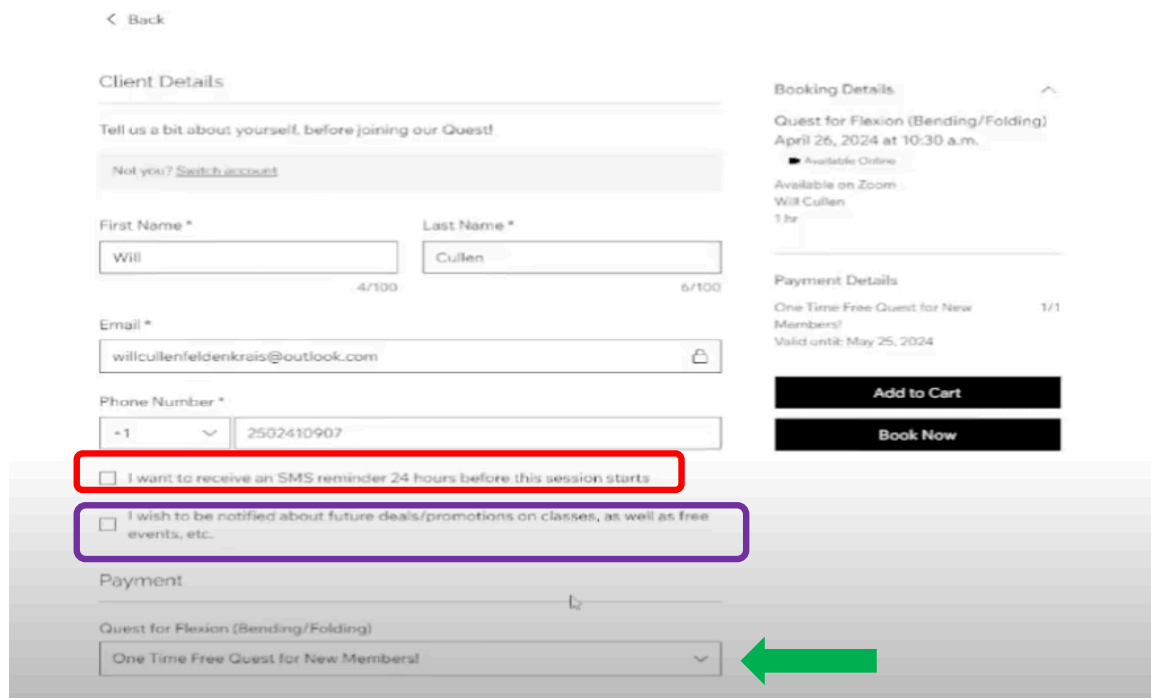 Back
Client Details
Tell us a bit about yourself, before joining our Quest!
Not you? Switch account
First Name *
Last Name *
Will
Cullen
4/100
6/100
Email *
willcullenfeldenkrais@outlook.com
Phone Number *
+1
2502410907
I want to receive an SMS reminder 24 hours before this session starts
I wish to be notified about future deals/promotions on classes, as well as free
events, etc.
Payment
Quest for Flexion (Bending/Folding)
One Time Free Quest for New Members!
Booking Details
Quest for Flexion (Bending/Folding)
April 26, 2024 at 10:30 a.m.
Available Online
Available on Zoom
Will Cullen
1 hr
Payment Details
One Time Free Quest for New 1/1
Members!
Valid until: May 25, 2024
Add to Cart
Book Now